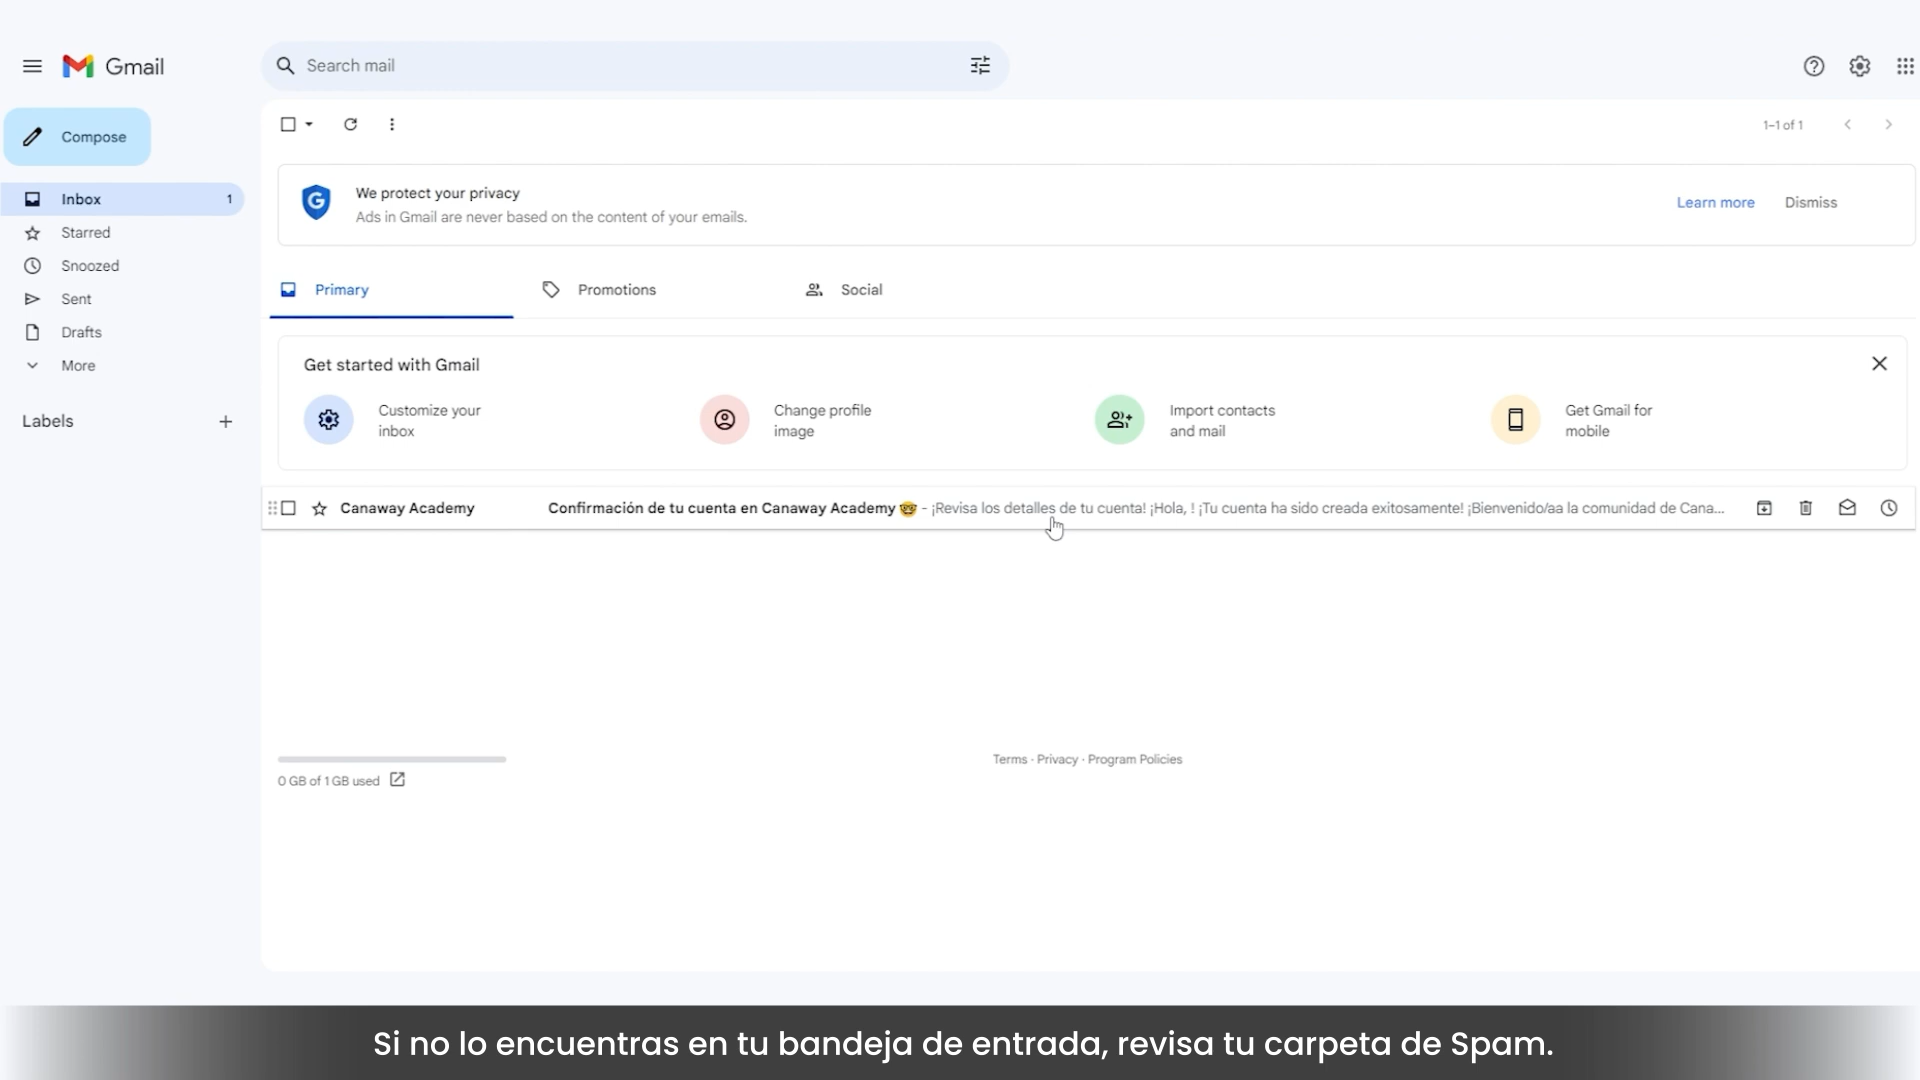 Gmail
Search mail
Compose
1–1 of 1
We protect your privacy
Ads in Gmail are never based on the content of your emails.
Learn more
Dismiss
Inbox
1
Starred
Snoozed
Sent
Drafts
More
Labels
Primary
Promotions
Social
Get started with Gmail
Customize your
inbox
Change profile
image
Import contacts
and mail
Get Gmail for
mobile
Canaway Academy
Confirmación de tu cuenta en Canaway Academy 🤓 - ¡Revisa los detalles de tu cuenta! ¡Hola, ! ¡Tu cuenta ha sido creada exitosamente! ¡Bienvenido/aa la comunidad de Cana...
Terms · Privacy · Program Policies
0 GB of 1 GB used
Si no lo encuentras en tu bandeja de entrada, revisa tu carpeta de Spam.